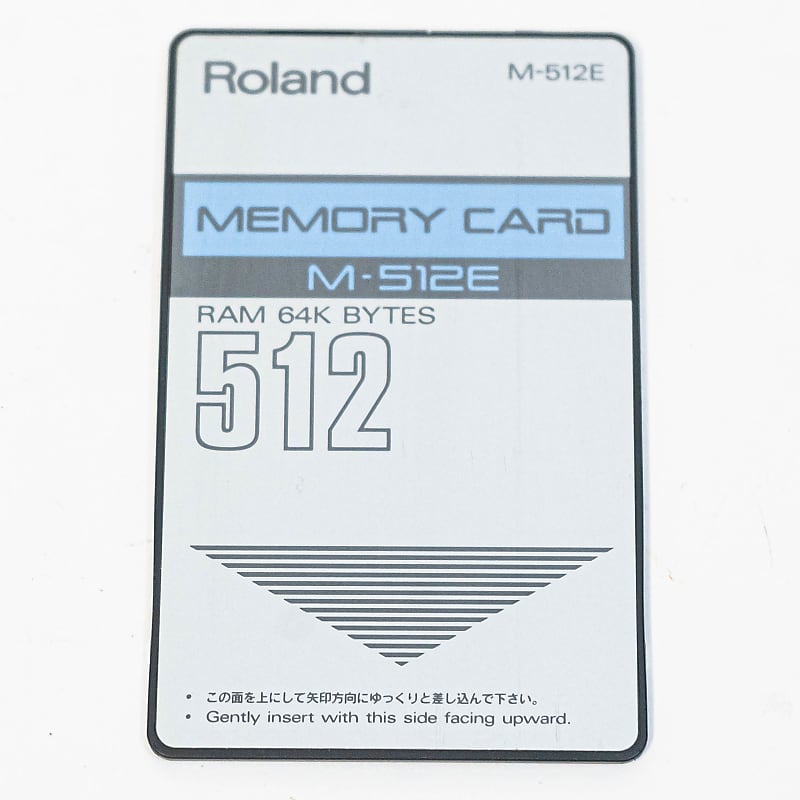 Roland
M-512E
MEMORY CARD
M-512E
RAM 64K BYTES
512
• この面を上にして矢印方向にゆっくりと差し込んで下さい。
• Gently insert with this side facing upward.